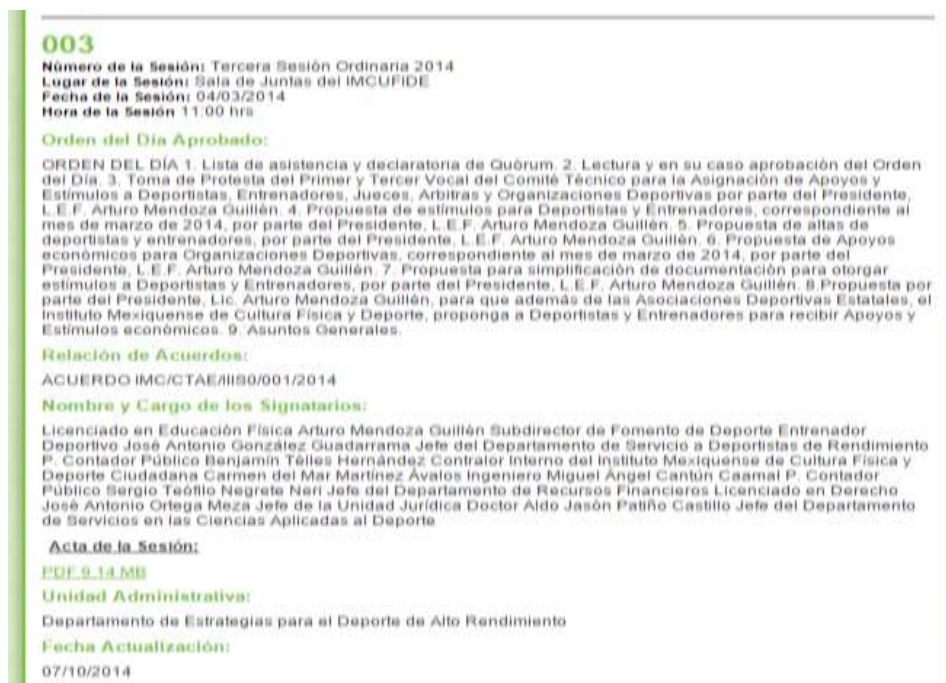 003
Número de la Sesión: Tercera Sesión Ordinaria 2014
Lugar de la Sesión: Sala de Juntas del IMCUFIDE
Fecha de la Sesión: 04/03/2014
Hora de la Sesión 11:00 hrs
Orden del Dia Aprobado:
ORDEN DEL DÍA 1. Lista de asistencia y declaratoria de Quórum. 2. Lectura y en su caso aprobación del Orden
del Día. 3. Toma de Protesta del Primer y Tercer Vocal del Comité Técnico para la Asignación de Apoyos y
Estímulos a Deportistas, Entrenadores, Jueces, Arbitras y Organizaciones Deportivas por parte del Presidente,
L.E.F. Arturo Mendoza Guillén. 4. Propuesta de estímulos para Deportistas y Entrenadores, correspondiente al
mes de marzo de 2014, por parte del Presidente, L.E.F. Arturo Mendoza Guillén. 5. Propuesta de altas de
deportistas y entrenadores, por parte del Presidente, L.E.F. Arturo Mendoza Guillén. 6. Propuesta de Apoyos
económicos para Organizaciones Deportivas, correspondiente al mes de marzo de 2014, por parte del
Presidente, L.E.F. Arturo Mendoza Guillén. 7. Propuesta para simplificación de documentación para otorgar
estímulos a Deportistas y Entrenadores, por parte del Presidente, L.E.F. Arturo Mendoza Guillén. 8.Propuesta por
parte del Presidente, Lic. Arturo Mendoza Guillén, para que además de las Asociaciones Deportivas Estatales, el
Instituto Mexiquense de Cultura Física y Deporte, proponga a Deportistas y Entrenadores para recibir Apoyos y
Estímulos económicos. 9. Asuntos Generales.
Relación de Acuerdos:
ACUERDO IMC/CTAE/IIIS0/001/2014
Nombre y Cargo de los Signatarios:
Licenciado en Educación Física Arturo Mendoza Guillén Subdirector de Fomento de Deporte Entrenador
Deportivo José Antonio González Guadarrama Jefe del Departamento de Servicio a Deportistas de Rendimiento
P. Contador Público Benjamín Télles Hernández Contralor Interno del Instituto Mexiquense de Cultura Física y
Deporte Ciudadana Carmen del Mar Martínez Ávalos Ingeniero Miguel Ángel Cantún Caamal P. Contador
Público Sergio Teófilo Negrete Neri Jefe del Departamento de Recursos Financieros Licenciado en Derecho
José Antonio Ortega Meza Jefe de la Unidad Jurídica Doctor Aldo Jasón Patiño Castillo Jefe del Departamento
de Servicios en las Ciencias Aplicadas al Deporte
Acta de la Sesión:
PDF 9.14 MB
Unidad Administrativa:
Departamento de Estrategias para el Deporte de Alto Rendimiento
Fecha Actualización:
07/10/2014